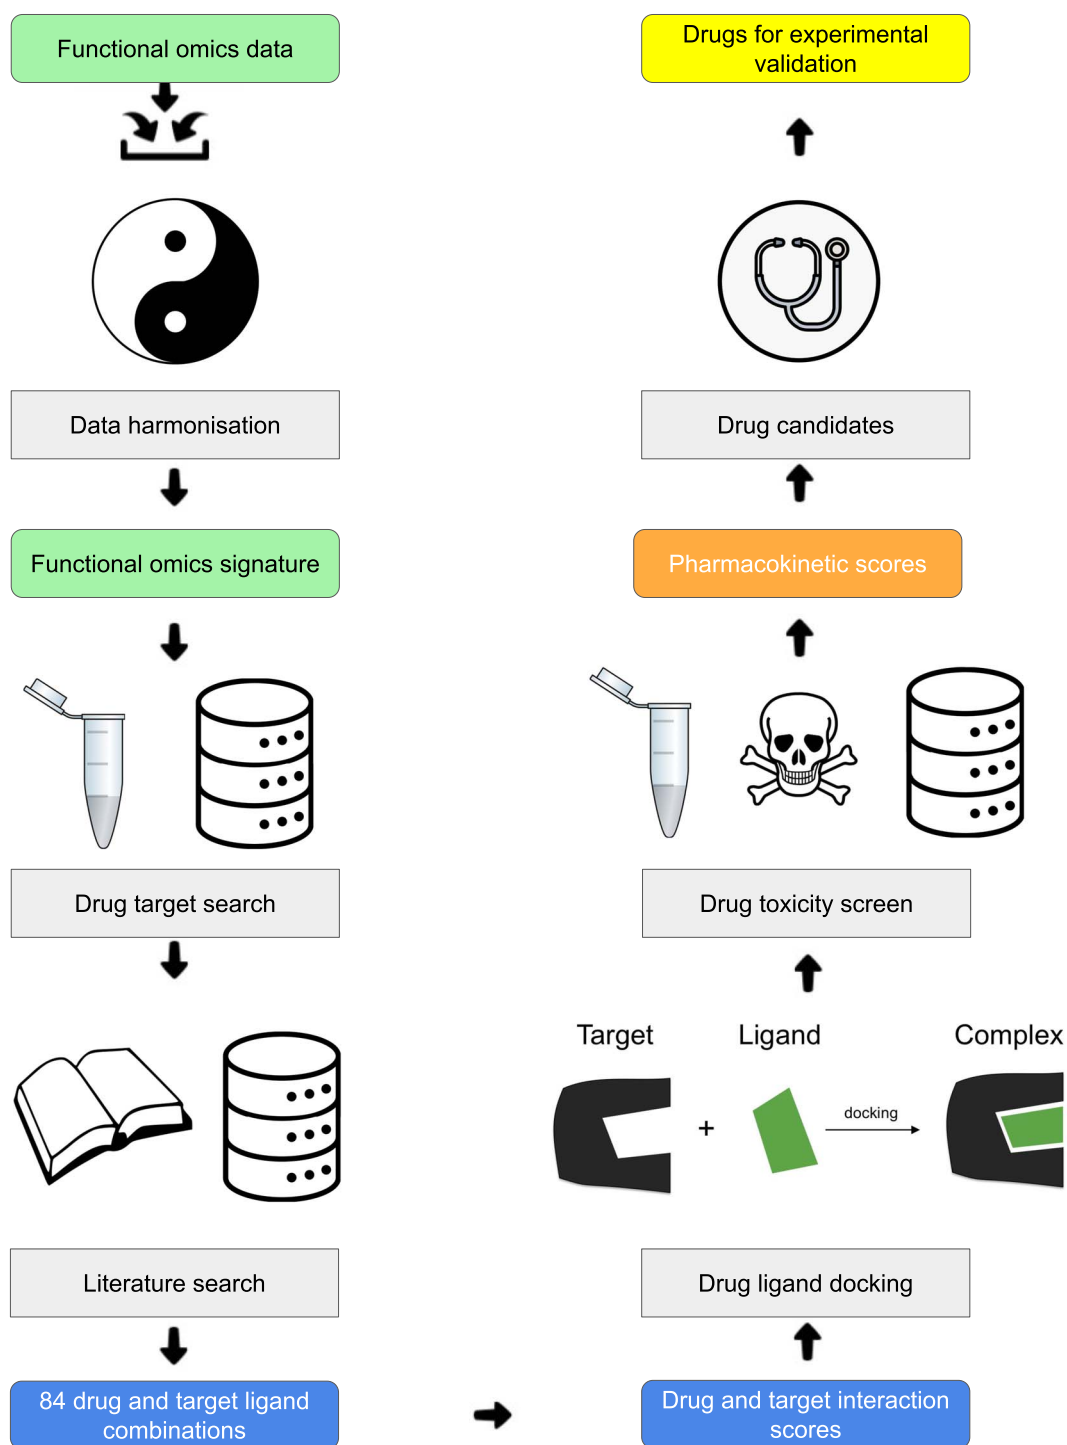 Functional omics data
Data harmonisation
Functional omics signature
Drug target search
Literature search
84 drug and target ligand
combinations
Drugs for experimental
validation
Drug candidates
Pharmacokinetic scores
Drug toxicity screen
Target
Ligand
Complex
+
docking
Drug ligand docking
Drug and target interaction
scores